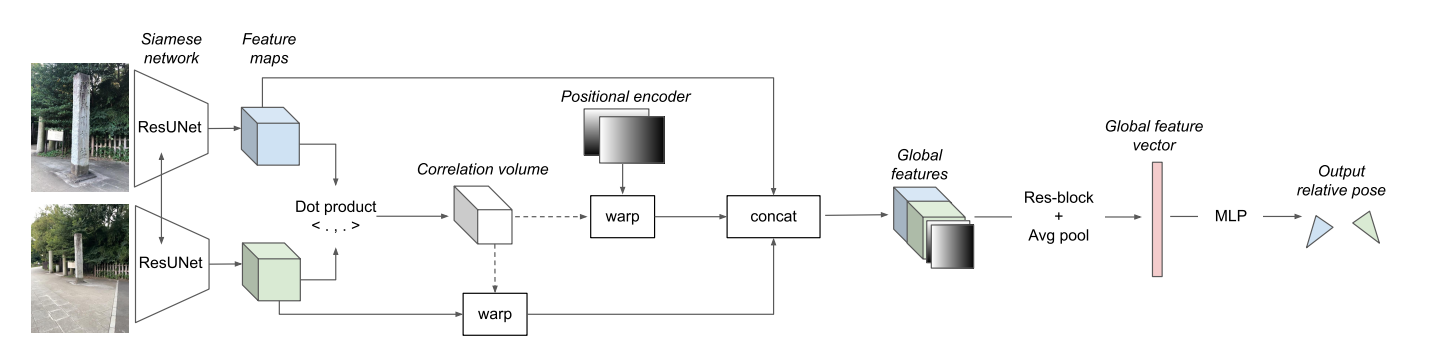 Siamese
network
Feature
maps
ResUNet
ResUNet
Dot product
< . , . >
Correlation volume
Positional encoder
warp
warp
concat
Global
features
Res-block
+
Avg pool
Global feature
vector
MLP
Output
relative pose